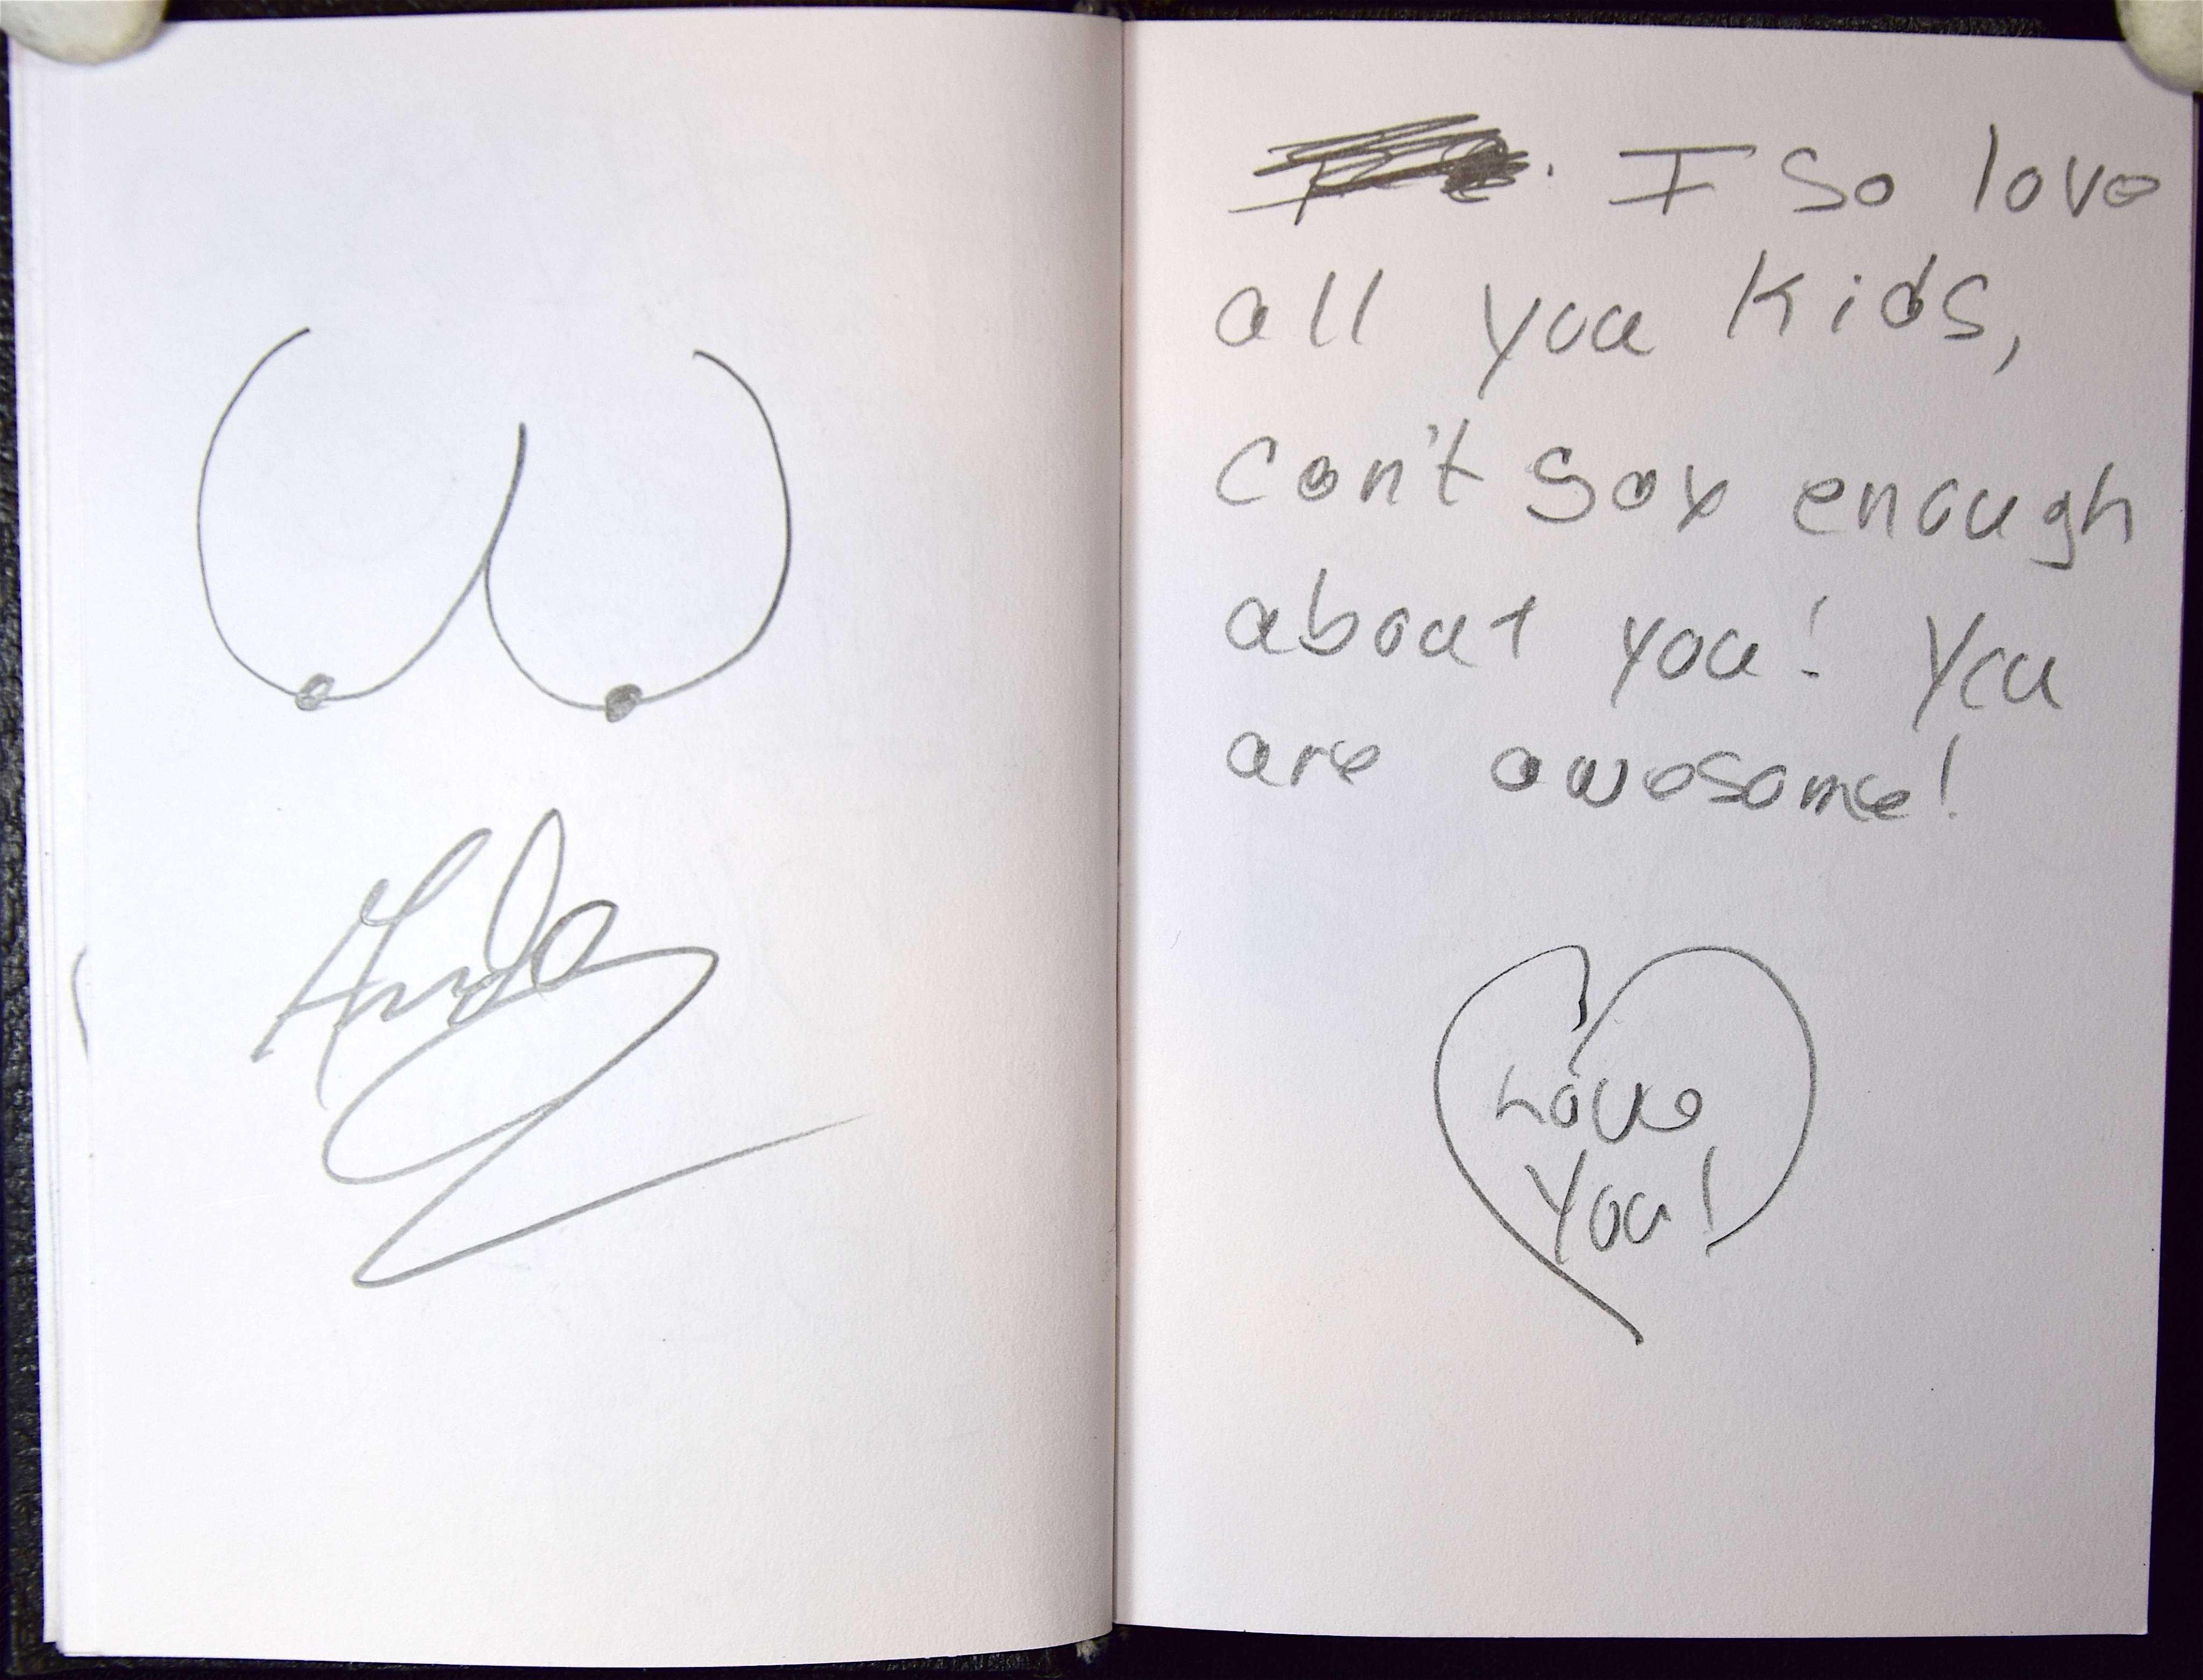 I so love
all you Kids,
can't say enough
about you! You
are awesome!
Love
You!